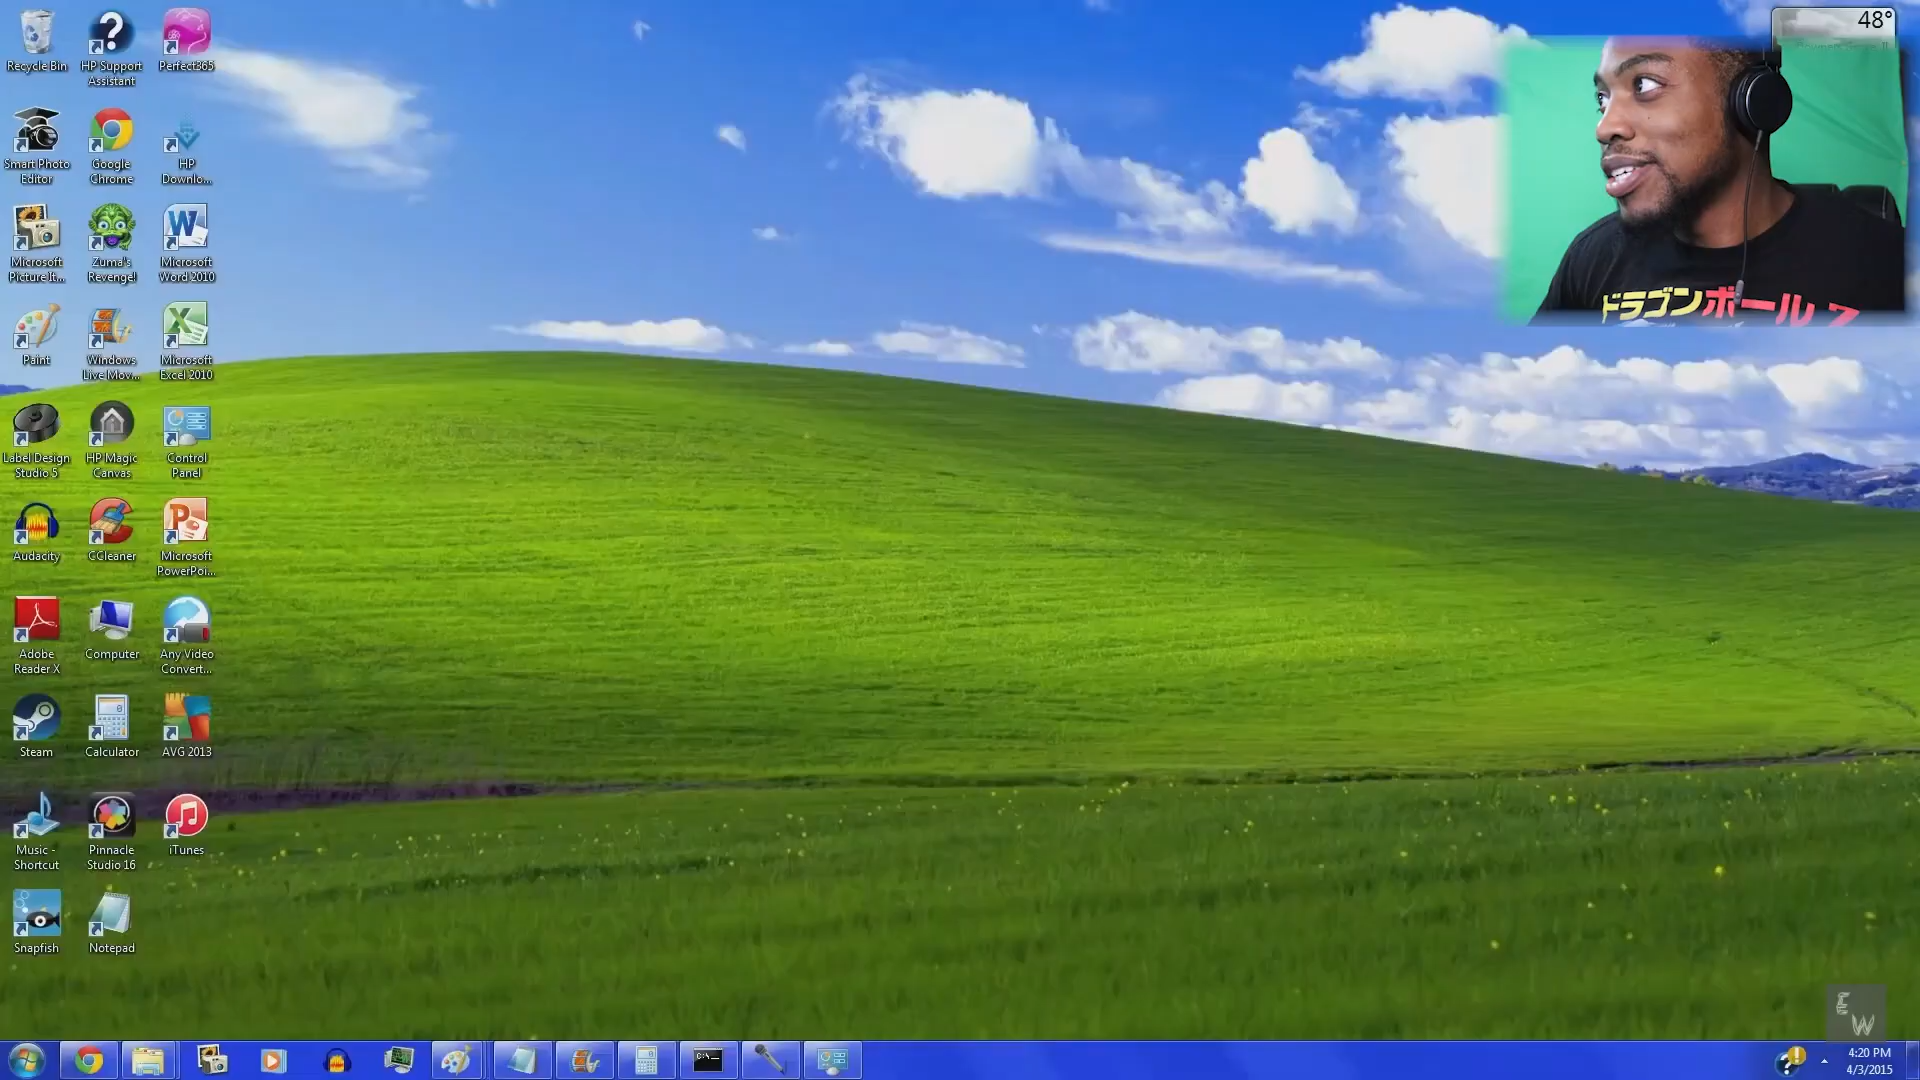 48°
Recycle Bin
HP Support
Assistant
Perfect365
Smart Photo
Editor
Google
Chrome
HP
Downlo...
Microsoft
Picture It...
Zuma's
Revenge!
Microsoft
Word 2010
Paint
Windows
Live Mov...
Microsoft
Excel 2010
Label Design
Studio 5
HP Magic
Canvas
Control
Panel
Audacity
CCleaner
Microsoft
PowerPoi...
Adobe
Reader X
Computer
Any Video
Convert...
Steam
Calculator
AVG 2013
Music -
Shortcut
Pinnacle
Studio 16
iTunes
Snapfish
Notepad
ドラゴンボール Z
EW
C:\_
4:20 PM
4/3/2015